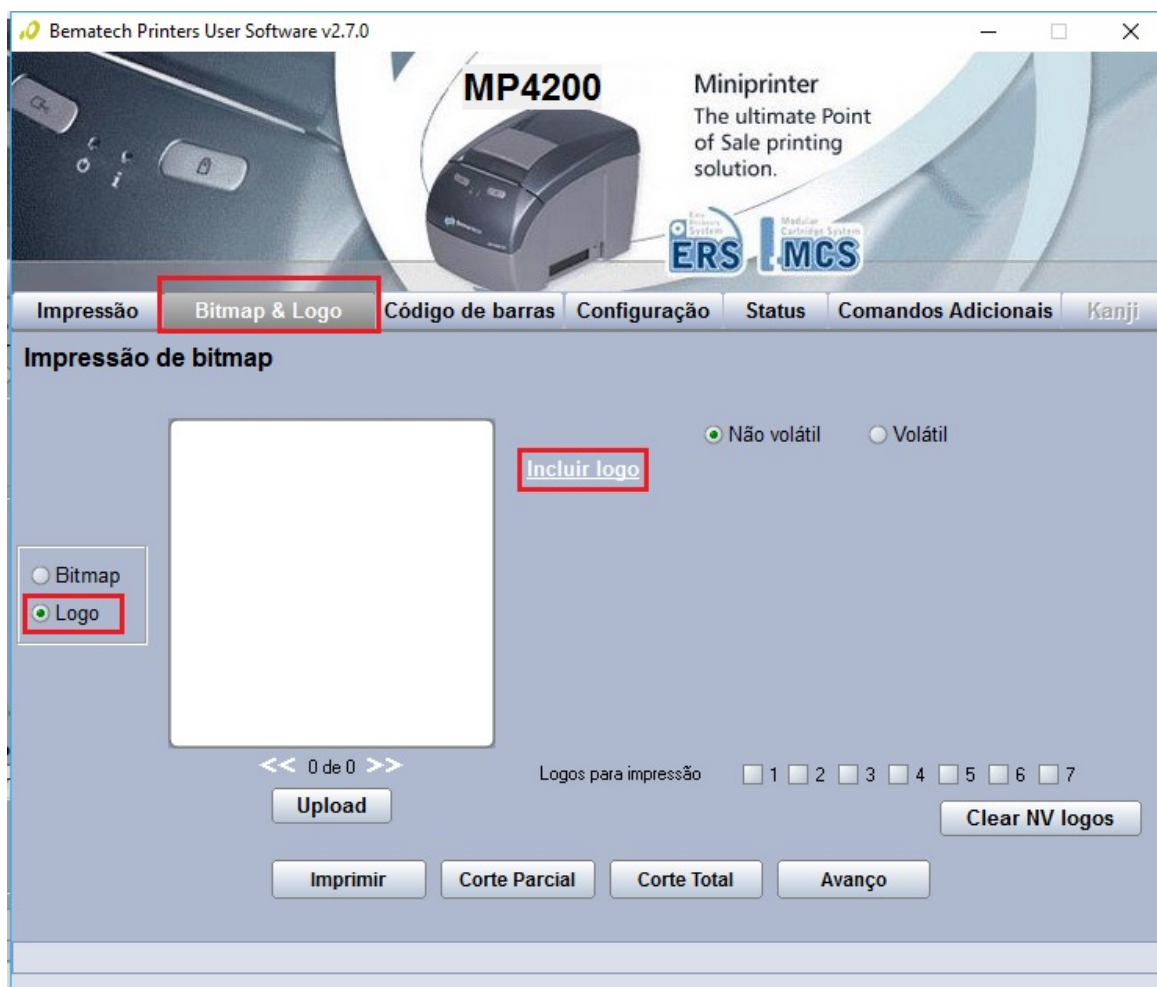 Bematech Printers User Software v2.7.0
MP4200
Miniprinter
The ultimate Point
of Sale printing
solution.
ERS
MCS
Modular
Cartridge System
Impressão Bitmap & Logo Código de barras Configuração Status Comandos Adicionais Kanji
Impressão de bitmap
Não volátil Volátil
Incluir logo
Bitmap
Logo
<< 0 de 0 >>
Logos para impressão 1 2 3 4 5 6 7
Upload
Clear NV logos
Imprimir Corte Parcial Corte Total Avanço